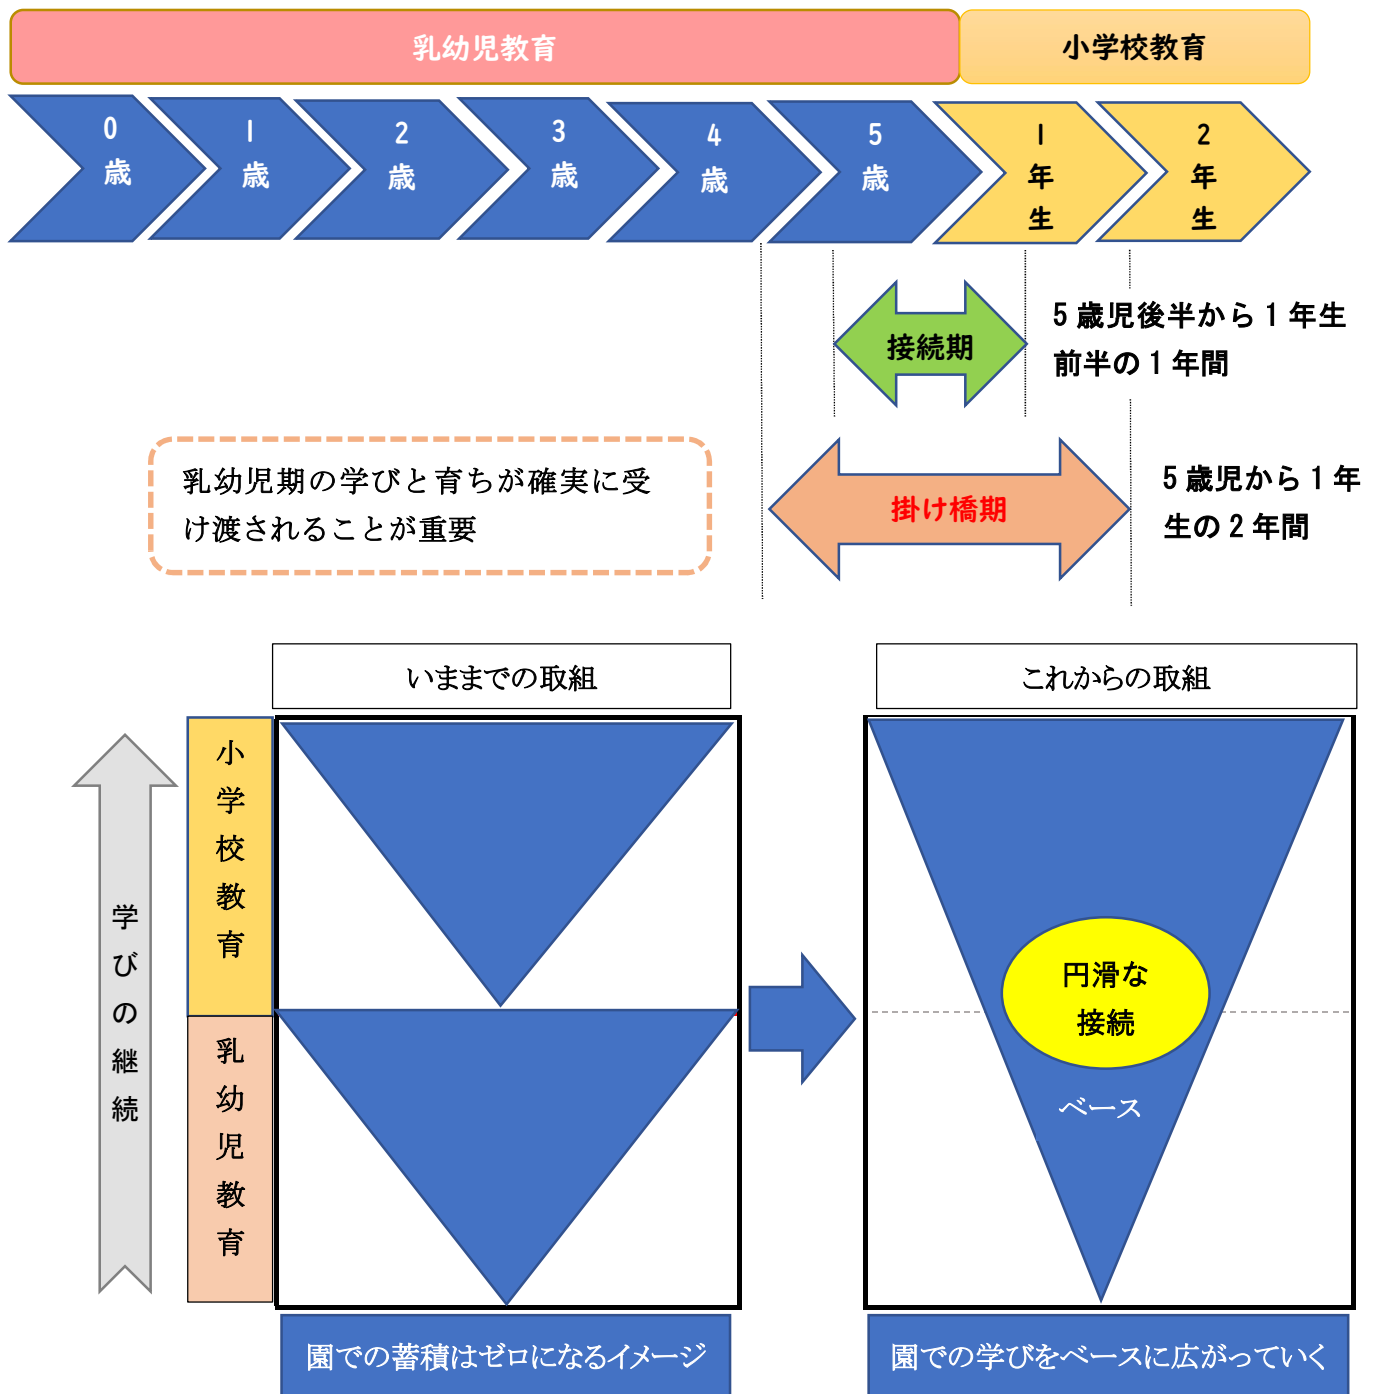 乳幼児教育
小学校教育
0歳
1歳
2歳
3歳
4歳
5歳
1年生
2年生
接続期
5歳児後半から1年生
前半の1年間
乳幼児期の学びと育ちが確実に受
け渡されることが重要
掛け橋期
5歳児から1年
生の2年間
いままでの取組
これからの取組
学びの継続
小学校教育
乳幼児教育
円滑な
接続
ベース
園での蓄積はゼロになるイメージ
園での学びをベースに広がっていく